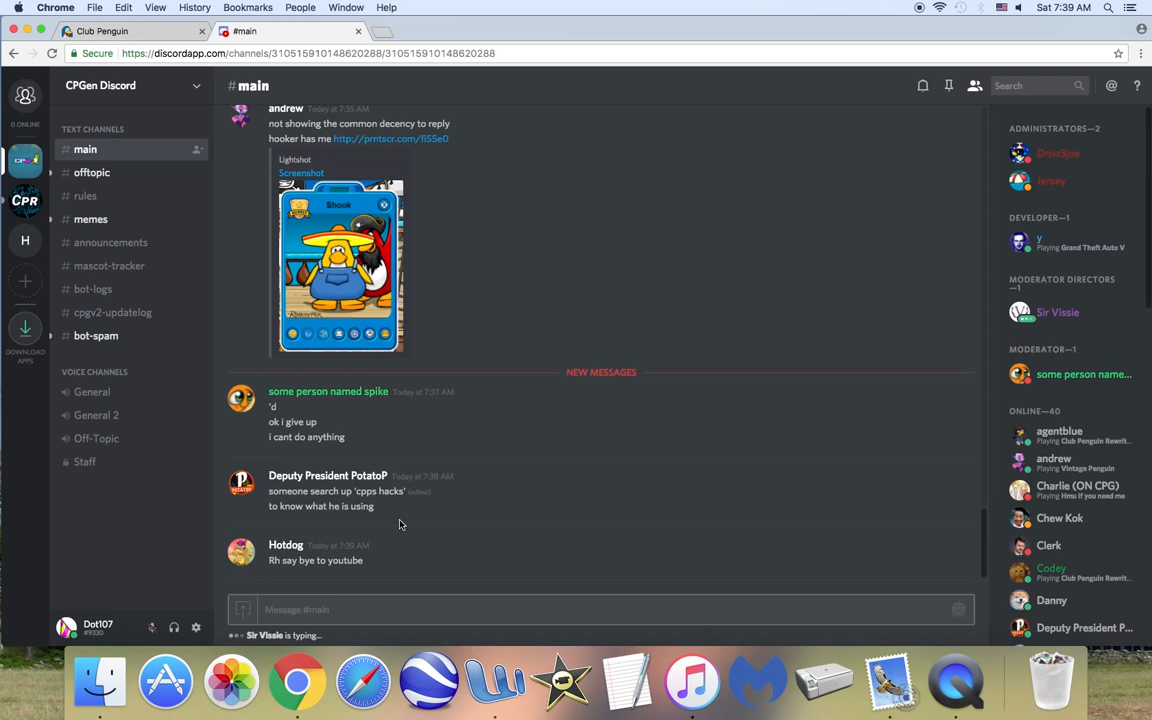 Chrome File Edit View History Bookmarks People Window Help Sat 7:39 AM
Club Penguin
#main
Secure https://discordapp.com/channels/310515910148620288/310515910148620288
0 ONLINE
CPR
H
DOWNLOAD APPS
CPGen Discord
TEXT CHANNELS
# main
# offtopic
# rules
# memes
# announcements
# mascot-tracker
# bot-logs
# cpgv2-updatelog
# bot-spam
VOICE CHANNELS
General
General 2
Off-Topic
Staff
Dot107
#9330
#main
Search
andrew Today at 7:35 AM
not showing the common decency to reply
hooker has me http://prntscr.com/fi55e0
Lightshot
Screenshot
Shook
NEW MESSAGES
some person named spike Today at 7:37 AM
'd
ok i give up
i cant do anything
Deputy President PotatoP Today at 7:38 AM
someone search up 'cpps hacks' (edited)
to know what he is using
Hotdog Today at 7:39 AM
Rh say bye to youtube
Message #main
Sir Vissie is typing...
ADMINISTRATORS—2
Drivr3joe
Jersey
DEVELOPER—1
y
Playing Grand Theft Auto V
MODERATOR DIRECTORS
—1
Sir Vissie
MODERATOR—1
some person name...
ONLINE—40
agentblue
Playing Club Penguin Rewrit...
andrew
Playing Vintage Penguin
Charlie (ON CPG)
Playing Hmu if you need me
Chew Kok
Clerk
Codey
Playing Club Penguin Rewrit...
Danny
Deputy President P...